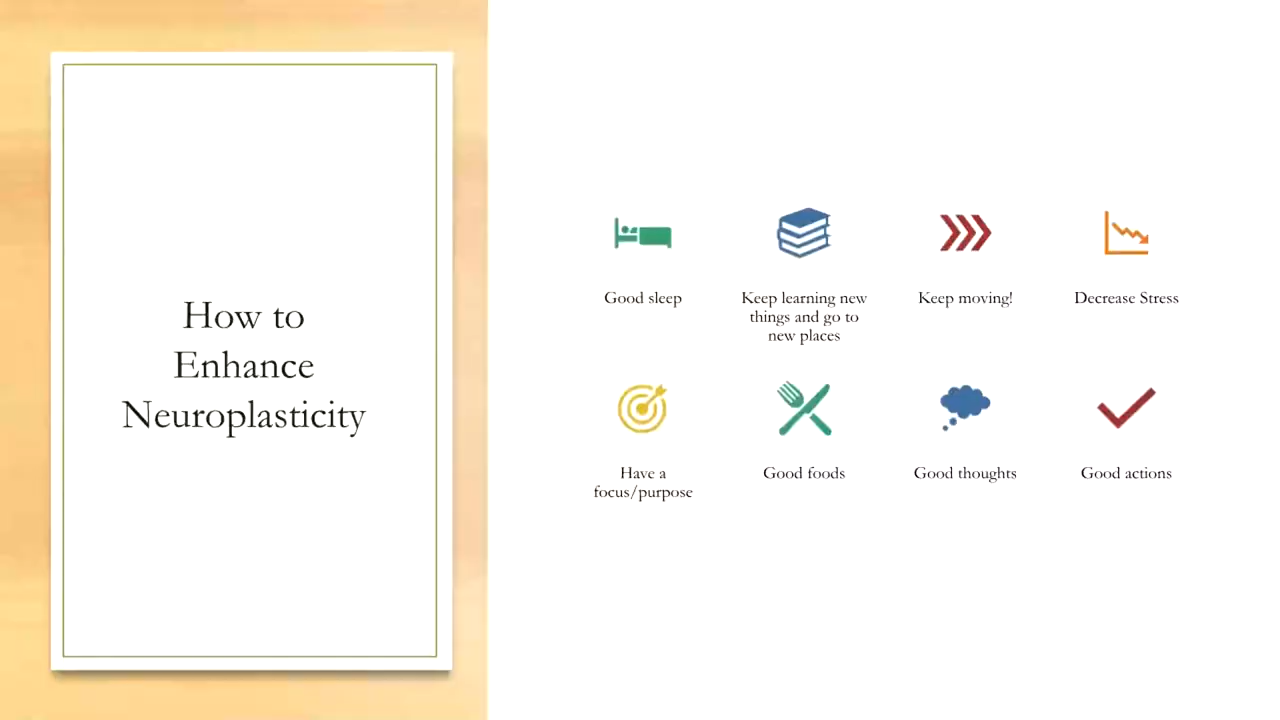 How to
Enhance
Neuroplasticity
Good sleep
Keep learning new
things and go to
new places
Keep moving!
Decrease Stress
Have a
focus/purpose
Good foods
Good thoughts
Good actions